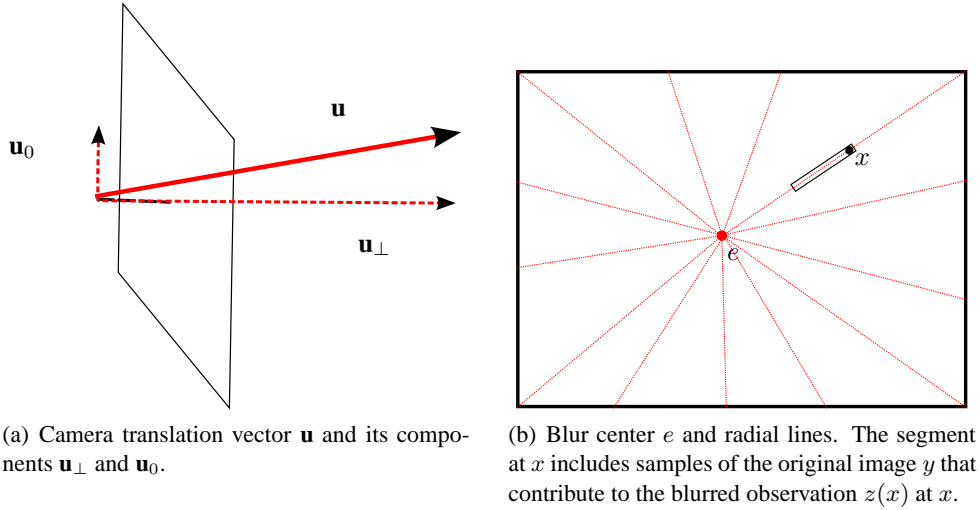 u
u₀
u⊥
x
e
(a) Camera translation vector u and its compo-
nents u⊥ and u₀.
(b) Blur center e and radial lines. The segment
at x includes samples of the original image y that
contribute to the blurred observation z(x) at x.